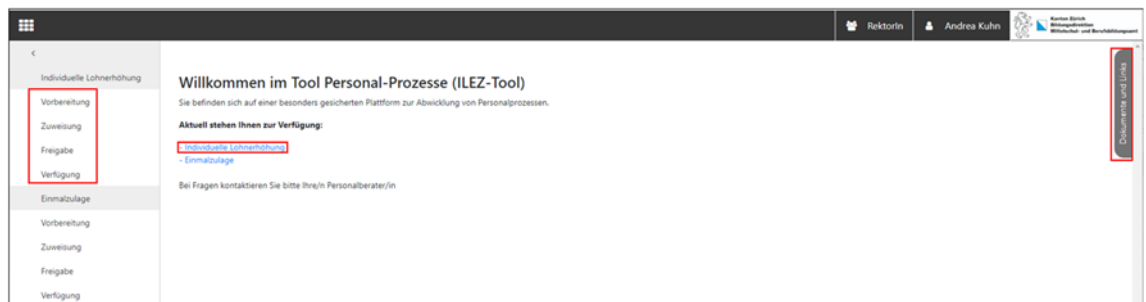 RektorIn
Andrea Kuhn
Kanton Zürich
Bildungsdirektion
Mittelschul- und Berufsbildungsamt
<
Individuelle Lohnerhöhung
Vorbereitung
Zuweisung
Freigabe
Verfügung
Einmalzulage
Vorbereitung
Zuweisung
Freigabe
Verfügung
Willkommen im Tool Personal-Prozesse (ILEZ-Tool)
Sie befinden sich auf einer besonders gesicherten Plattform zur Abwicklung von Personalprozessen.
Aktuell stehen Ihnen zur Verfügung:
- Individuelle Lohnerhöhung
- Einmalzulage
Bei Fragen kontaktieren Sie bitte Ihre/n Personalberater/in
Dokumente und Links